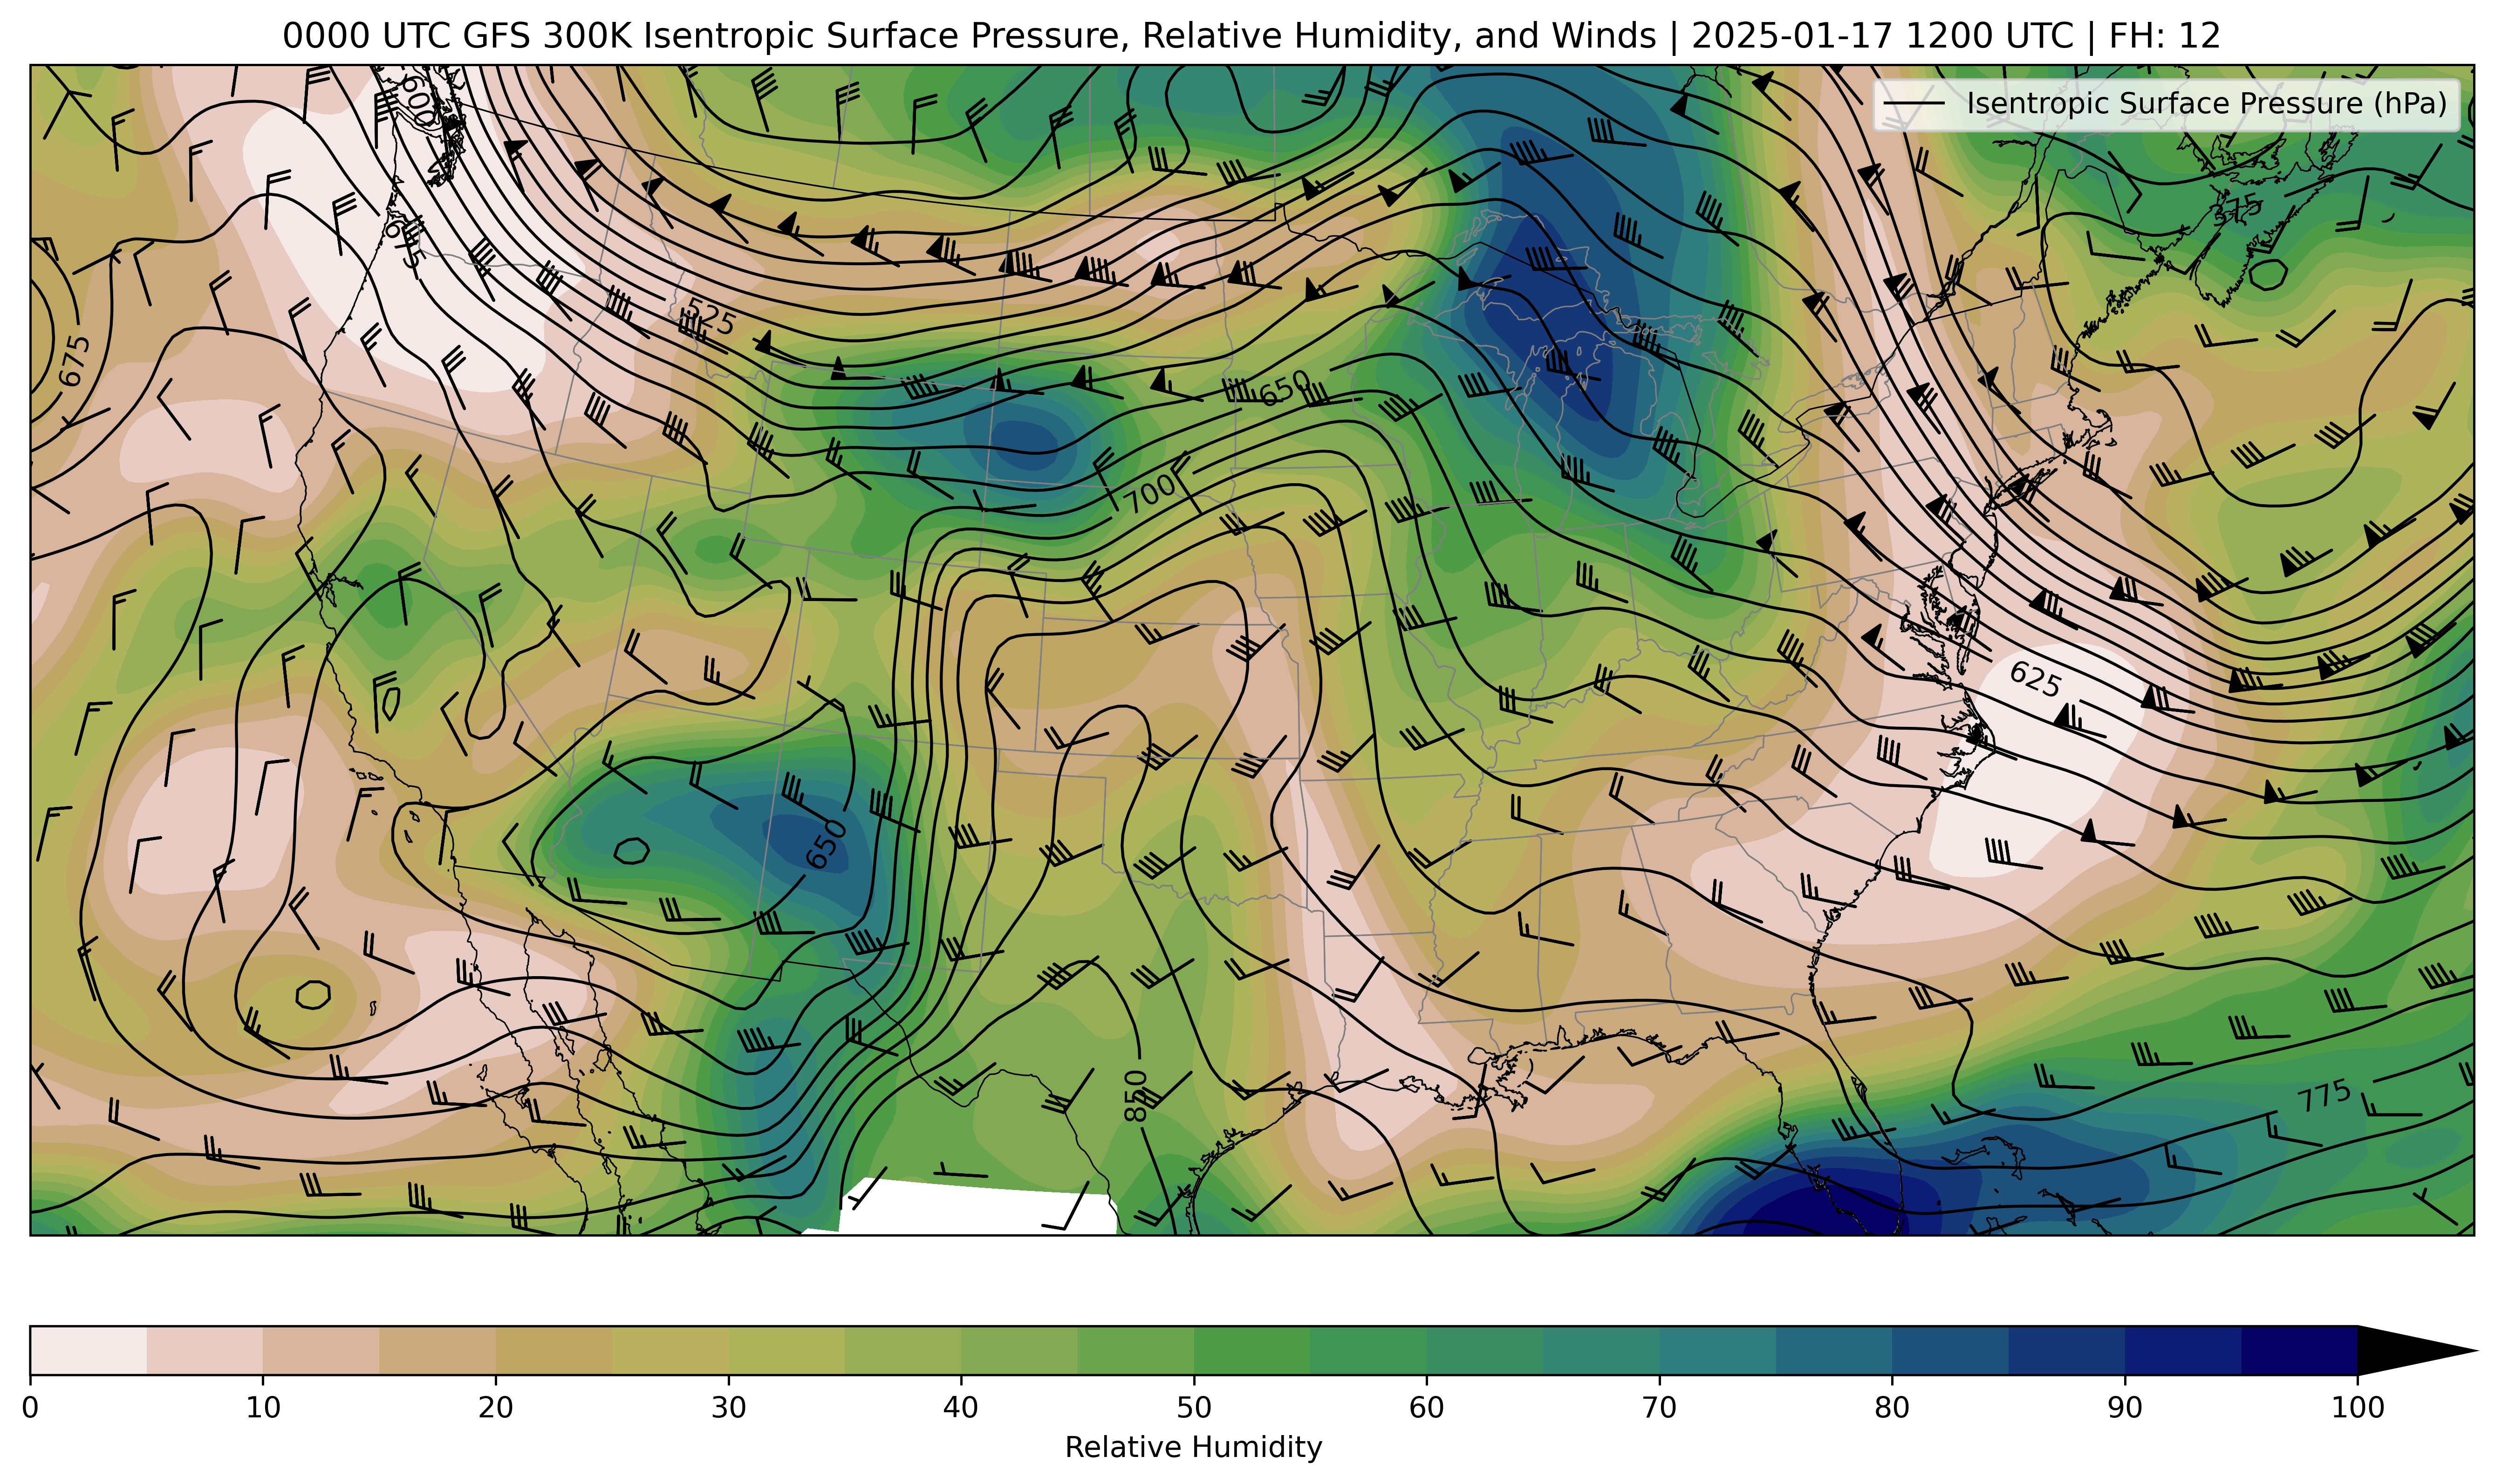 0000 UTC GFS 300K Isentropic Surface Pressure, Relative Humidity, and Winds | 2025-01-17 1200 UTC | FH: 12
Isentropic Surface Pressure (hPa)
600
675
375
525
675
650
700
625
650
850
775
0 10 20 30 40 50 60 70 80 90 100
Relative Humidity